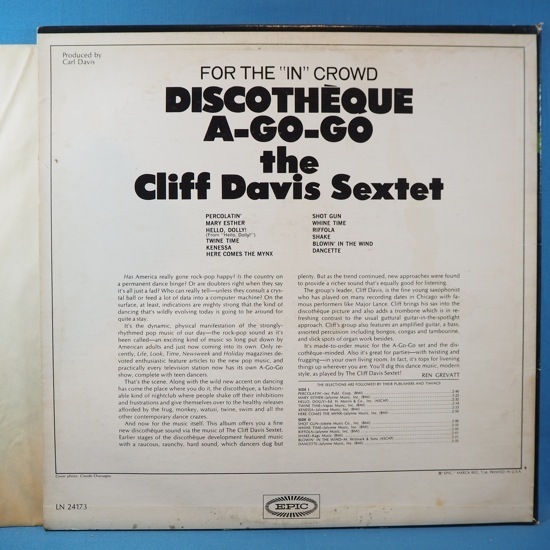 Produced by
Carl Davis
FOR THE "IN" CROWD
DISCOTHÈQUE
A-GO-GO
the
Cliff Davis Sextet
PERCOLATIN'
MARY ESTHER
HELLO, DOLLY!
(From "Hello, Dolly!")
TWINE TIME
KENESSA
HERE COMES THE MYNX
SHOT GUN
WHINE TIME
RIFFOLA
SHAKE
BLOWIN' IN THE WIND
DANCETTE
Has America really gone rock-pop happy? Is the country on
a permanent dance binge? Or are doubters right when they say
it's all just a fad? Who can really tell—unless they consult a crys-
tal ball or feed a lot of data into a computer machine! On the
surface, at least, indications are mighty strong that the kind of
dancing that's wildly evolving today is going to be around for
quite a stay.
It's the dynamic, physical manifestation of the strongly-
rhythmed pop music of our day—the rock-pop sound as it's
been called—an exciting kind of music so long put down by
American adults and just now coming into its own. Only re-
cently, Life, Look, Time, Newsweek and Holiday magazines de-
voted enthusiastic feature articles to the new pop music, and
practically every television station now has its own A-Go-Go
show, complete with teen dancers.
That's the scene. Along with the wild new accent on dancing
has come the place where you do it, the discothèque, a fashion-
able kind of nightclub where people shake off their inhibitions
and frustrations and give themselves over to the healthy releases
afforded by the frug, monkey, watusi, twine, swim and all the
other contemporary dance crazes.
And now for the music itself. This album offers you a fine
new discothèque sound via the music of The Cliff Davis Sextet.
Earlier stages of the discothèque development featured music
with a raucous, raunchy, hard sound, which dancers dug but
plenty. But as the trend continued, new approaches were found
to provide a richer sound that's equally good for listening.
The group's leader, Cliff Davis, is the fine young saxophonist
who has played on many recording dates in Chicago with fa-
mous performers like Major Lance. Cliff brings his sax into the
discothèque picture and also adds a trombone which is in re-
freshing contrast to the usual guttural guitar-in-the-spotlight
approach. Cliff's group also features an amplified guitar, a bass,
assorted percussion including bongos, congas and tambourine,
and slick spots of organ work besides.
It's made-to-order music for the A-Go-Go set and the dis-
cothèque-minded. Also it's great for parties—with twisting and
frugging—in your own living room. In fact, it's tops for livening
things up wherever you are. You'll dig this dance music, modern
style, as played by The Cliff Davis Sextet!
REN GREVATT
THE SELECTIONS ARE FOLLOWED BY THEIR PUBLISHERS AND TIMINGS
SIDE I
SIDE II
Cover photo:
LN 24173
EPIC